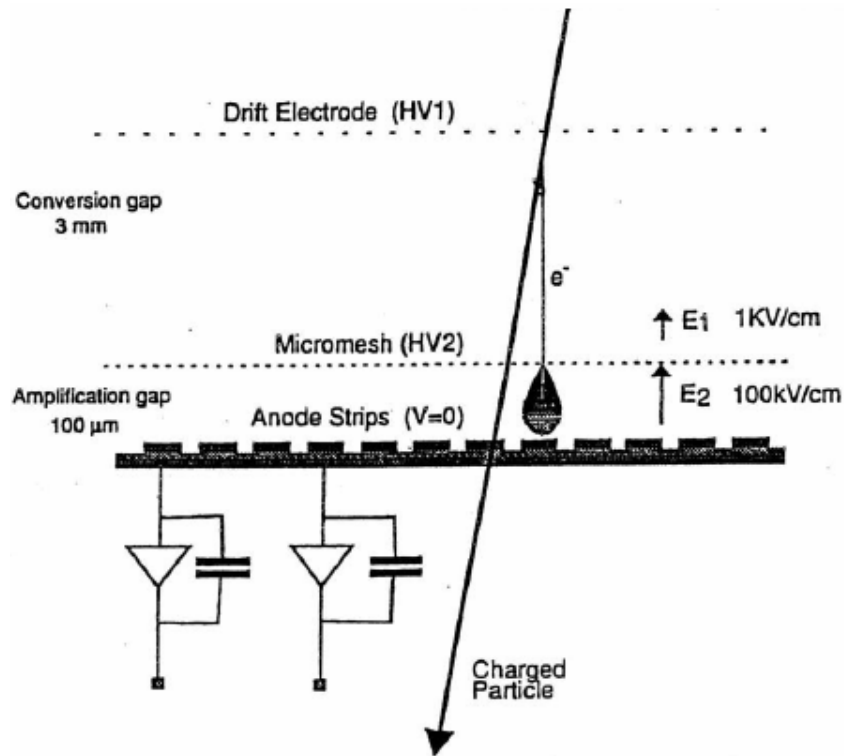 Drift Electrode (HV1)
Conversion gap
3 mm
e-
E1 1KV/cm
Micromesh (HV2)
Amplification gap
100 μm
E2 100kV/cm
Anode Strips (V=0)
Charged
Particle